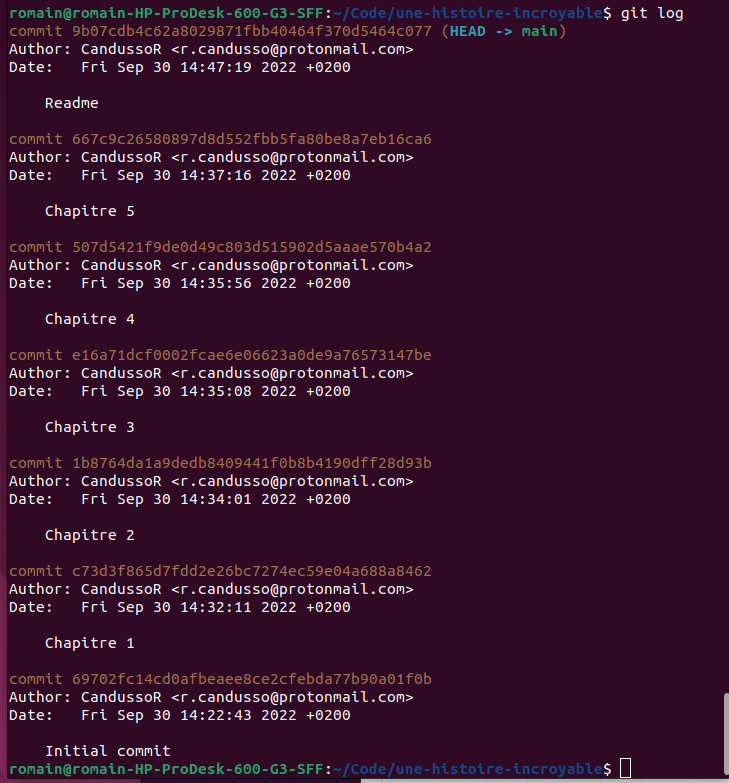 romain@romain-HP-ProDesk-600-G3-SFF:~/Code/une-histoire-incroyable$ git log
commit 9b07cdb4c62a8029871fbb40464f370d5464c077 (HEAD -> main)
Author: CandussoR <r.candusso@protonmail.com>
Date:   Fri Sep 30 14:47:19 2022 +0200
Readme
commit 667c9c26580897d8d552fbb5fa80be8a7eb16ca6
Author: CandussoR <r.candusso@protonmail.com>
Date:   Fri Sep 30 14:37:16 2022 +0200
Chapitre 5
commit 507d5421f9de0d49c803d515902d5aaae570b4a2
Author: CandussoR <r.candusso@protonmail.com>
Date:   Fri Sep 30 14:35:56 2022 +0200
Chapitre 4
commit e16a71dcf0002fcae6e06623a0de9a76573147be
Author: CandussoR <r.candusso@protonmail.com>
Date:   Fri Sep 30 14:35:08 2022 +0200
Chapitre 3
commit 1b8764da1a9dedb8409441f0b8b4190dff28d93b
Author: CandussoR <r.candusso@protonmail.com>
Date:   Fri Sep 30 14:34:01 2022 +0200
Chapitre 2
commit c73d3f865d7fdd2e26bc7274ec59e04a688a8462
Author: CandussoR <r.candusso@protonmail.com>
Date:   Fri Sep 30 14:32:11 2022 +0200
Chapitre 1
commit 69702fc14cd0afbeaee8ce2cfebda77b90a01f0b
Author: CandussoR <r.candusso@protonmail.com>
Date:   Fri Sep 30 14:22:43 2022 +0200
Initial commit
romain@romain-HP-ProDesk-600-G3-SFF:~/Code/une-histoire-incroyable$